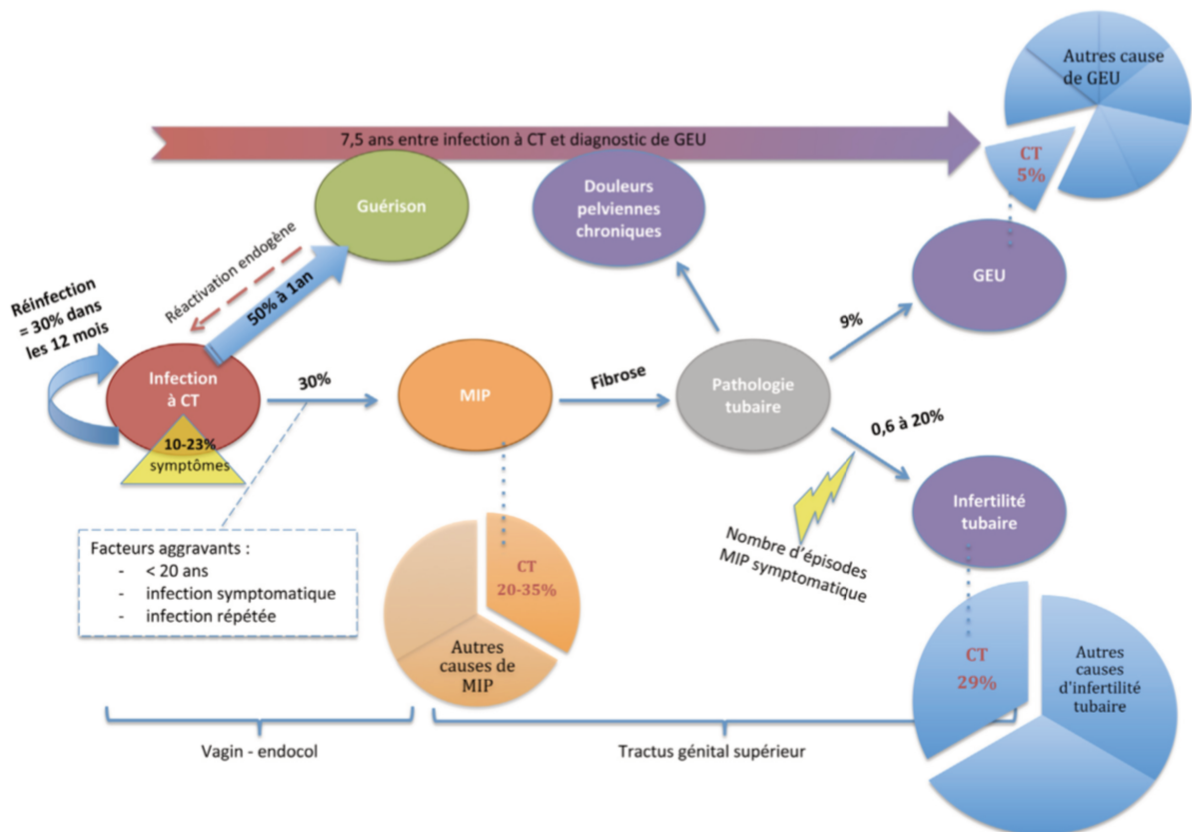 Autres cause
de GEU
7,5 ans entre infection à CT et diagnostic de GEU
CT
5%
Guérison
Douleurs
pelviennes
chroniques
GEU
Réactivation endogène
50% à 1an
Réinfection
= 30% dans
les 12 mois
Infection
à CT
10-23%
symptômes
30%
MIP
Fibrose
Pathologie
tubaire
9%
0,6 à 20%
Infertilité
tubaire
Nombre d'épisodes
MIP symptomatique
Facteurs aggravants :
- < 20 ans
- infection symptomatique
- infection répétée
CT
20-35%
Autres
causes de
MIP
CT
29%
Autres
causes
d'infertilité
tubaire
Vagin - endocol
Tractus génital supérieur